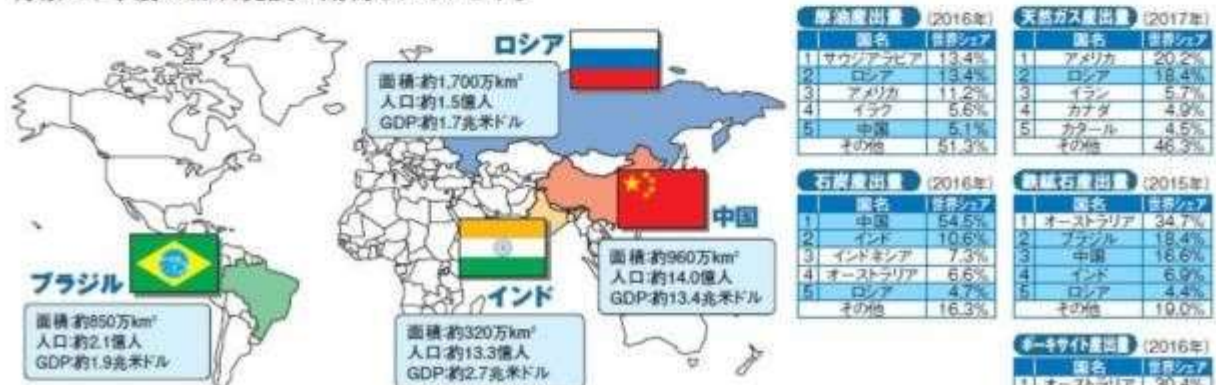 ロシア
面積:約1,700万km²
人口:約1.5億人
GDP:約1.7兆米ドル
中国
面積:約960万km²
人口:約14.0億人
GDP:約13.4兆米ドル
ブラジル
面積:約850万km²
人口:約2.1億人
GDP:約1.9兆米ドル
インド
面積:約320万km²
人口:約13.3億人
GDP:約2.7兆米ドル
原油産出量 (2016年)
国名 世界シェア
1 サウジアラビア 13.4%
2 ロシア 13.4%
3 アメリカ 11.2%
4 イラク 5.6%
5 中国 5.1%
その他 51.3%
天然ガス産出量 (2017年)
国名 世界シェア
1 アメリカ 20.2%
2 ロシア 18.4%
3 イラン 5.7%
4 カナダ 4.9%
5 カタール 4.5%
その他 46.3%
石炭産出量 (2016年)
国名 世界シェア
1 中国 54.5%
2 インド 10.6%
3 インドネシア 7.3%
4 オーストラリア 6.6%
5 ロシア 4.7%
その他 16.3%
鉄鉱石産出量 (2015年)
国名 世界シェア
1 オーストラリア 34.7%
2 ブラジル 18.4%
3 中国 16.6%
4 インド 6.9%
5 ロシア 4.4%
その他 19.0%
ボーキサイト産出量 (2016年)
国名 世界シェア
1 オーストラリア 30.4%